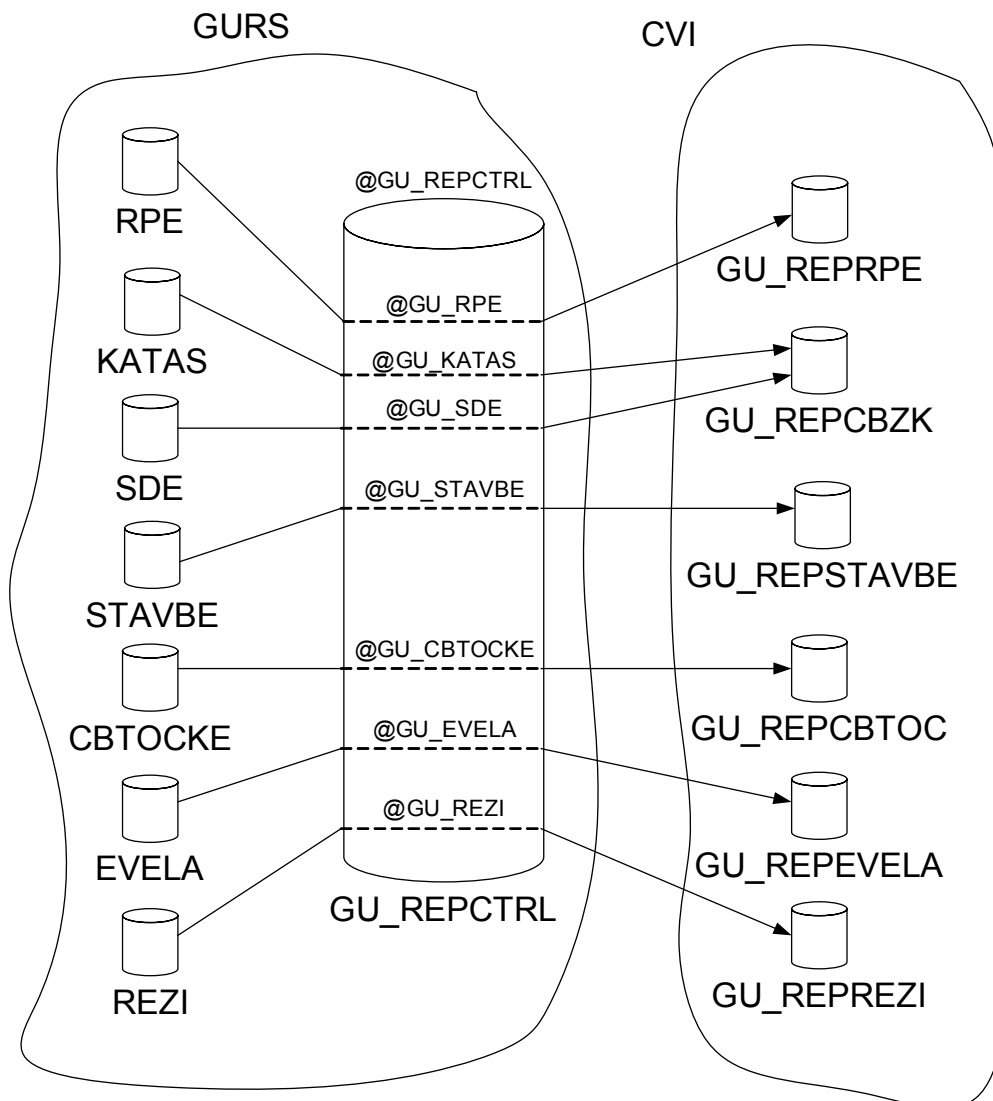 GURS
CVI
RPE
KATAS
SDE
STAVBE
CBTOCKE
EVELA
REZI
@GU_REPCTRL
@GU_RPE
@GU_KATAS
@GU_SDE
@GU_STAVBE
@GU_CBTOCKE
@GU_EVELA
@GU_REZI
GU_REPCTRL
GU_REPRPE
GU_REPCBZK
GU_REPSTAVBE
GU_REPCBTOC
GU_REPEVELA
GU_REPREZI